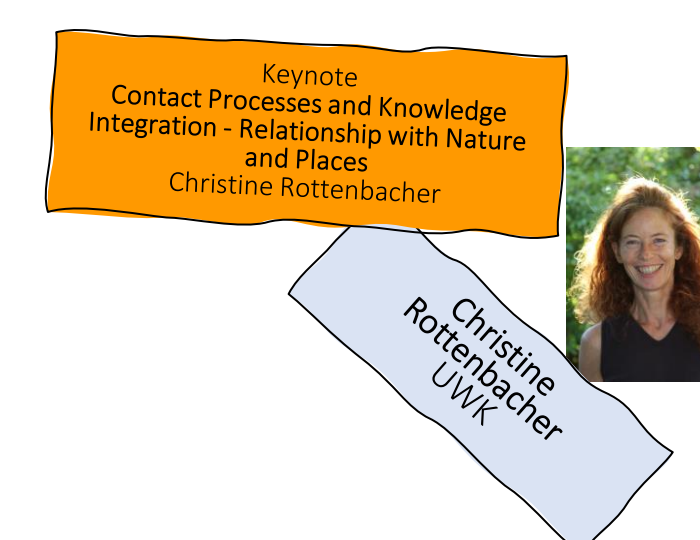 Keynote
Contact Processes and Knowledge
Integration - Relationship with Nature
and Places
Christine Rottenbacher
Christine
Rottenbacher
UWK